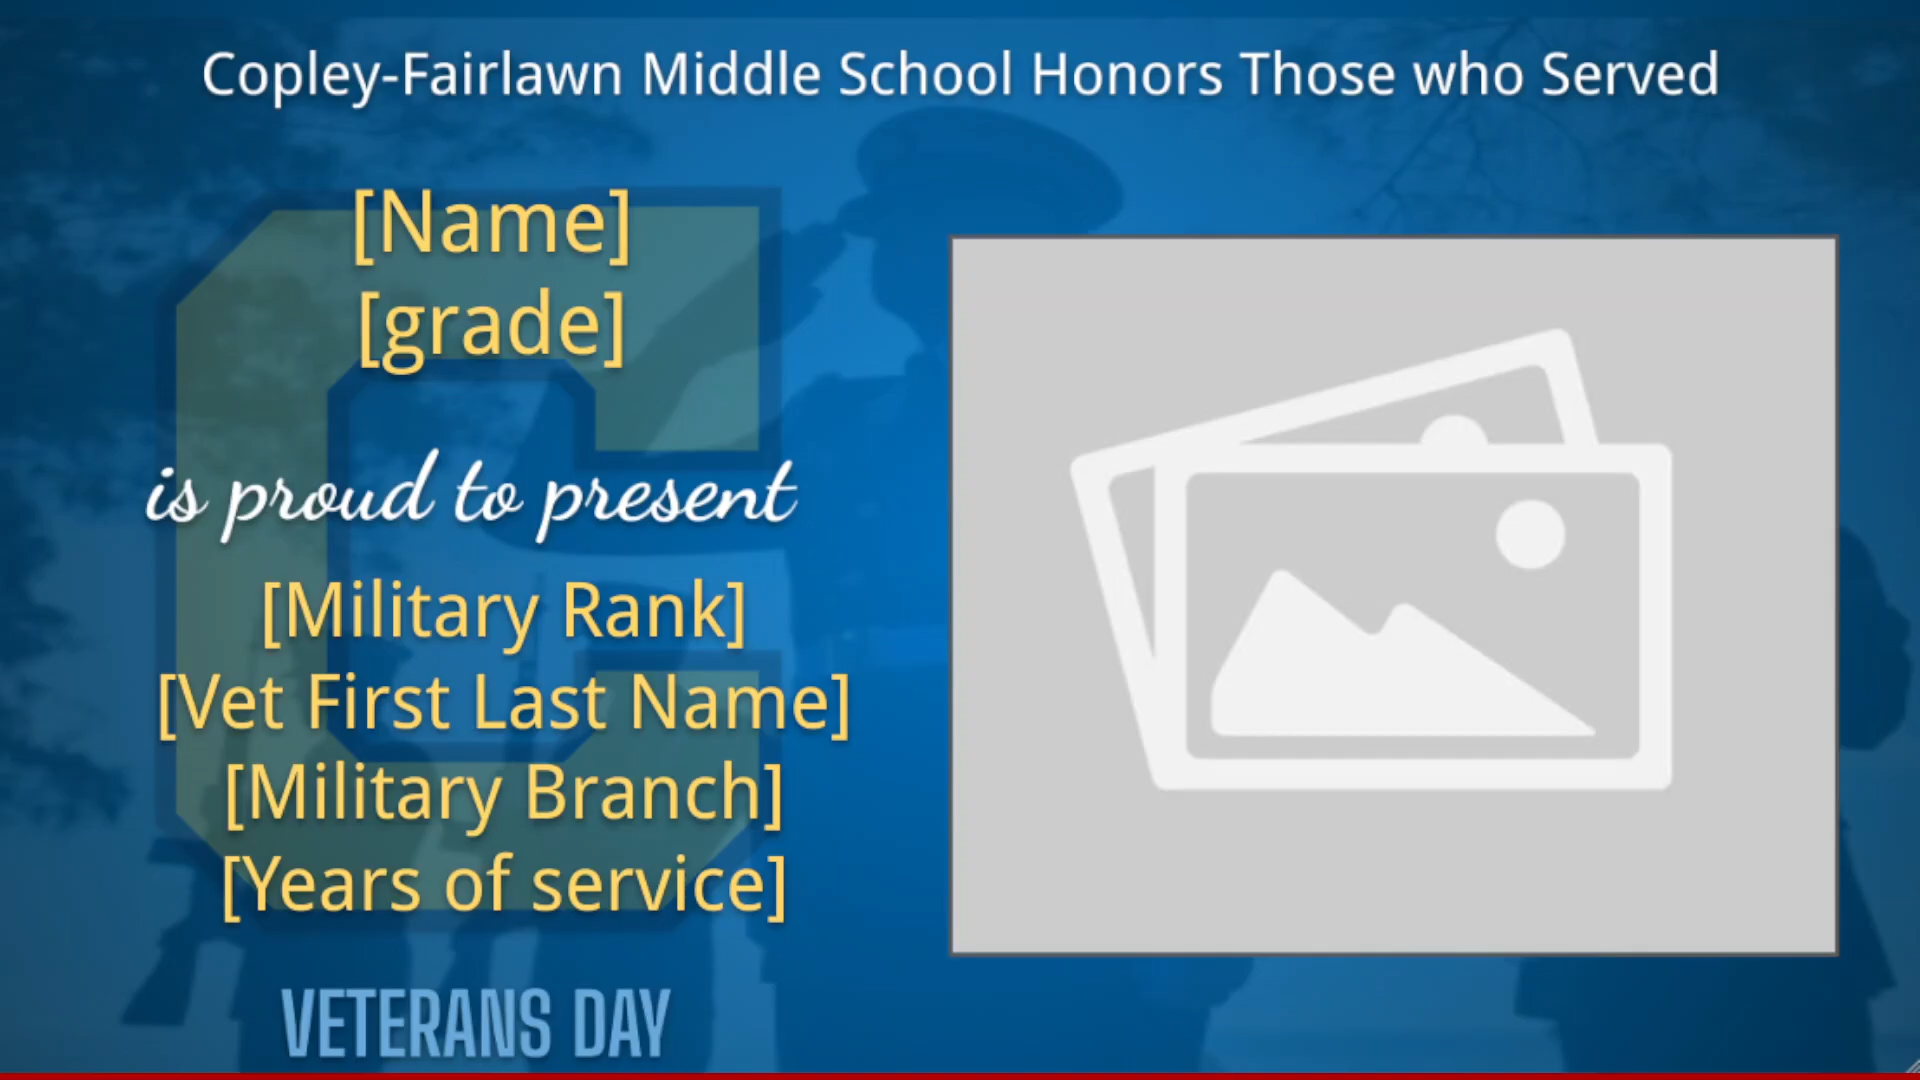 Copley-Fairlawn Middle School Honors Those who Served
[Name]
[grade]
is proud to present
[Military Rank]
[Vet First Last Name]
[Military Branch]
[Years of service]
VETERANS DAY